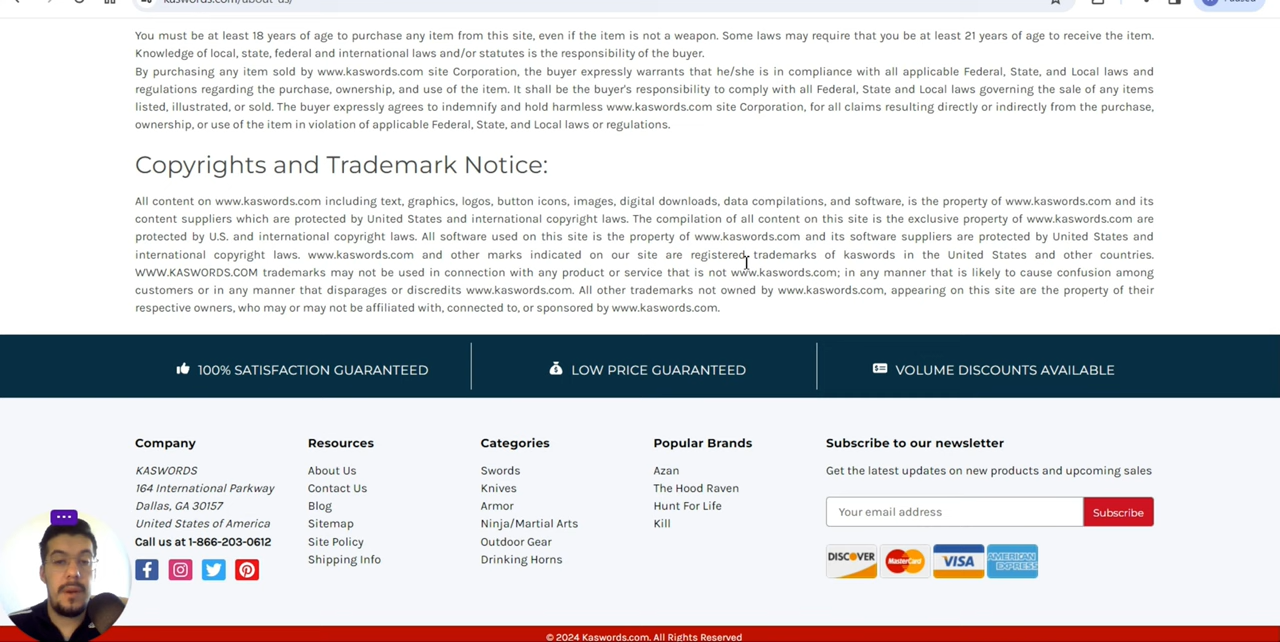 kaswords.com/about-us/
Paused
You must be at least 18 years of age to purchase any item from this site, even if the item is not a weapon. Some laws may require that you be at least 21 years of age to receive the item.
Knowledge of local, state, federal and international laws and/or statutes is the responsibility of the buyer.
By purchasing any item sold by www.kaswords.com site Corporation, the buyer expressly warrants that he/she is in compliance with all applicable Federal, State, and Local laws and
regulations regarding the purchase, ownership, and use of the item. It shall be the buyer's responsibility to comply with all Federal, State and Local laws governing the sale of any items
listed, illustrated, or sold. The buyer expressly agrees to indemnify and hold harmless www.kaswords.com site Corporation, for all claims resulting directly or indirectly from the purchase,
ownership, or use of the item in violation of applicable Federal, State, and Local laws or regulations.
Copyrights and Trademark Notice:
All content on www.kaswords.com including text, graphics, logos, button icons, images, digital downloads, data compilations, and software, is the property of www.kaswords.com and its
content suppliers which are protected by United States and international copyright laws. The compilation of all content on this site is the exclusive property of www.kaswords.com are
protected by U.S. and international copyright laws. All software used on this site is the property of www.kaswords.com and its software suppliers are protected by United States and
international copyright laws. www.kaswords.com and other marks indicated on our site are registered trademarks of kaswords in the United States and other countries.
WWW.KASWORDS.COM trademarks may not be used in connection with any product or service that is not www.kaswords.com; in any manner that is likely to cause confusion among
customers or in any manner that disparages or discredits www.kaswords.com. All other trademarks not owned by www.kaswords.com, appearing on this site are the property of their
respective owners, who may or may not be affiliated with, connected to, or sponsored by www.kaswords.com.
100% SATISFACTION GUARANTEED
LOW PRICE GUARANTEED
VOLUME DISCOUNTS AVAILABLE
Company
KASWORDS
164 International Parkway
Dallas, GA 30157
United States of America
Call us at 1-866-203-0612
Resources
About Us
Contact Us
Blog
Sitemap
Site Policy
Shipping Info
Categories
Swords
Knives
Armor
Ninja/Martial Arts
Outdoor Gear
Drinking Horns
Popular Brands
Azan
The Hood Raven
Hunt For Life
Kill
Subscribe to our newsletter
Get the latest updates on new products and upcoming sales
Your email address
Subscribe
DISCOVER
MasterCard
VISA
AMERICAN EXPRESS
© 2024 Kaswords.com. All Rights Reserved